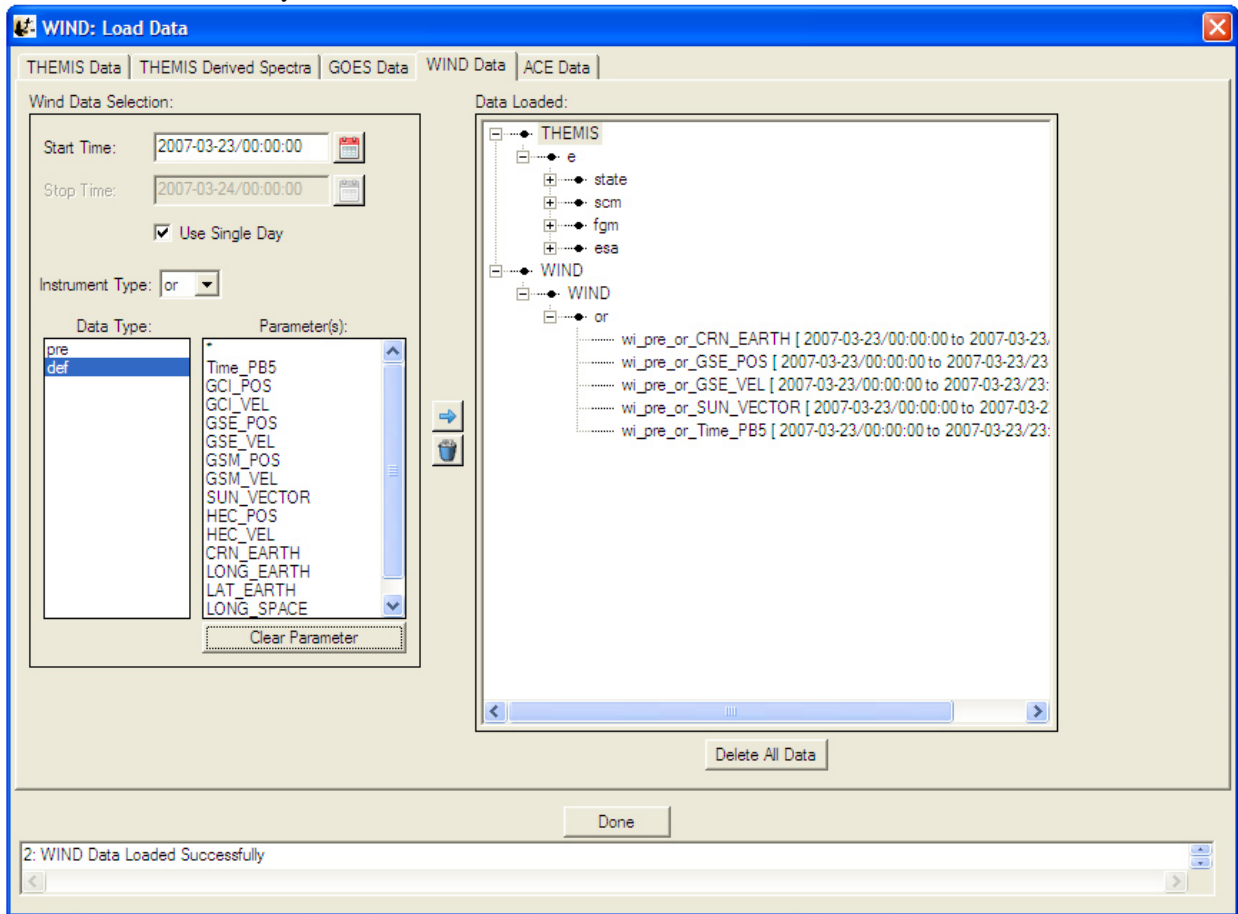 WIND: Load Data
THEMIS Data THEMIS Derived Spectra GOES Data WIND Data ACE Data
Wind Data Selection:
Start Time: 2007-03-23/00:00:00
Stop Time: 2007-03-24/00:00:00
Use Single Day
Instrument Type: or
Data Type:
pre
def
Parameter(s):
*
Time_PB5
GCI_POS
GCI_VEL
GSE_POS
GSE_VEL
GSM_POS
GSM_VEL
SUN_VECTOR
HEC_POS
HEC_VEL
CRN_EARTH
LONG_EARTH
LAT_EARTH
LONG_SPACE
Clear Parameter
Data Loaded:
THEMIS
e
state
scm
fgm
esa
WIND
WIND
or
wi_pre_or_CRN_EARTH [ 2007-03-23/00:00:00 to 2007-03-23/
wi_pre_or_GSE_POS [ 2007-03-23/00:00:00 to 2007-03-23/23
wi_pre_or_GSE_VEL [ 2007-03-23/00:00:00 to 2007-03-23/23:
wi_pre_or_SUN_VECTOR [ 2007-03-23/00:00:00 to 2007-03-2
wi_pre_or_Time_PB5 [ 2007-03-23/00:00:00 to 2007-03-23/23:
Delete All Data
Done
2: WIND Data Loaded Successfully